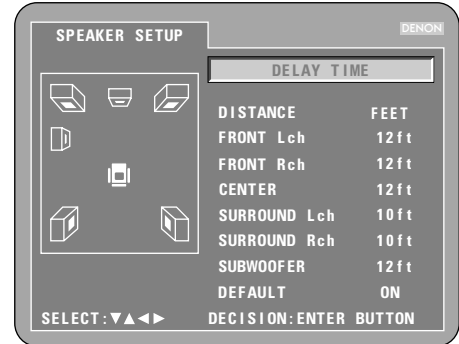 SPEAKER SETUP
DENON
DELAY TIME
DISTANCE FEET
FRONT Lch 12ft
FRONT Rch 12ft
CENTER 12ft
SURROUND Lch 10ft
SURROUND Rch 10ft
SUBWOOFER 12ft
DEFAULT ON
SELECT:▼▲◀▶ DECISION:ENTER BUTTON